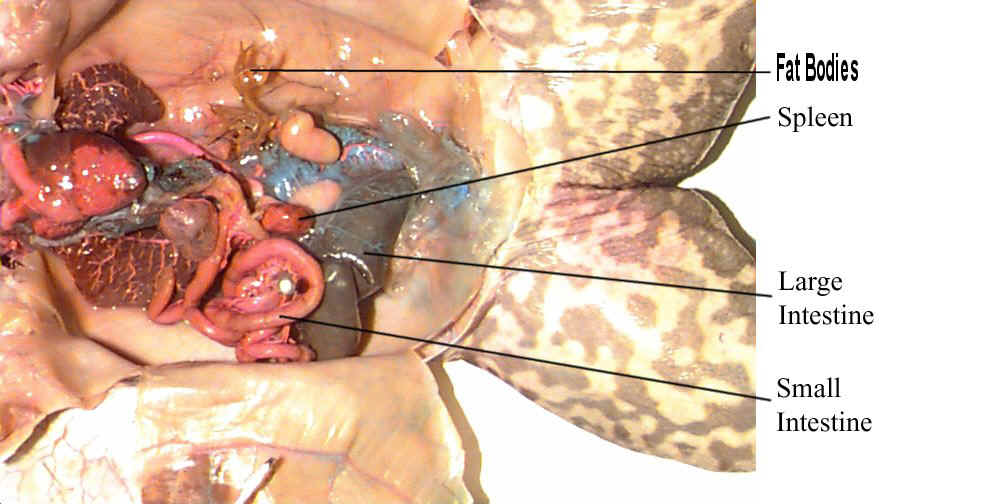 Fat Bodies
Spleen
Large
Intestine
Small
Intestine